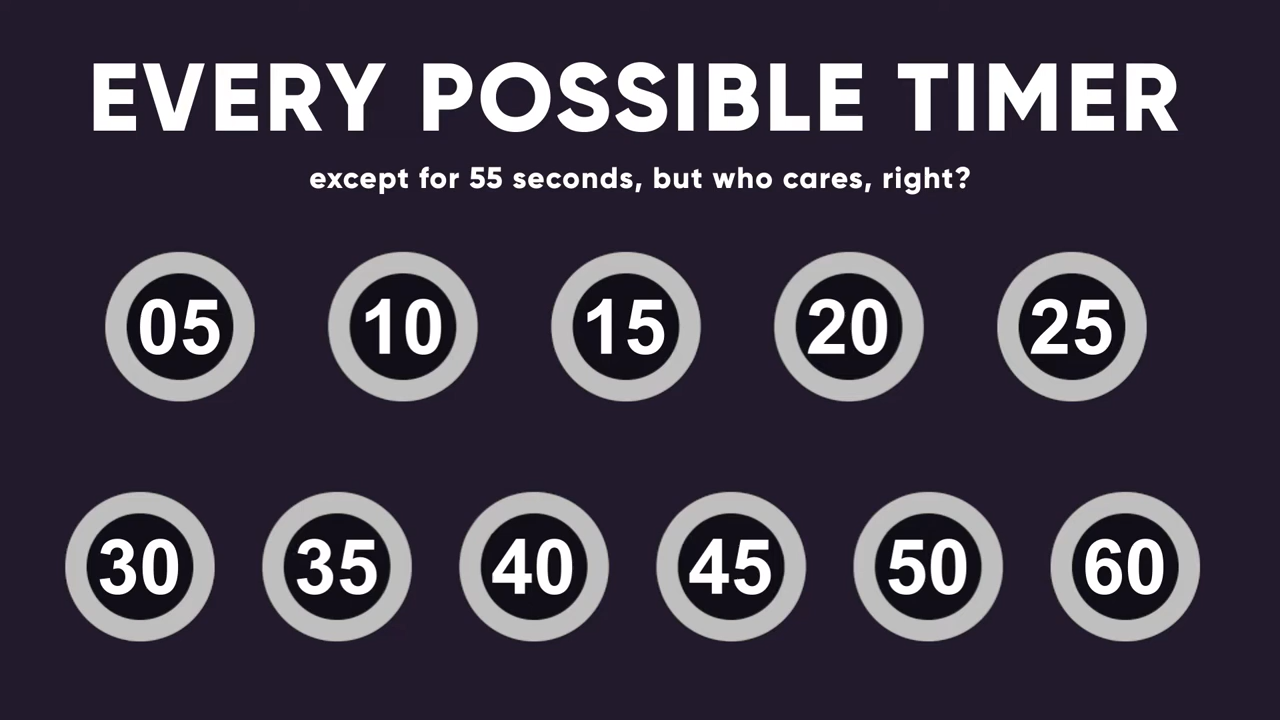 EVERY POSSIBLE TIMER
except for 55 seconds, but who cares, right?
05 10 15 20 25
30 35 40 45 50 60